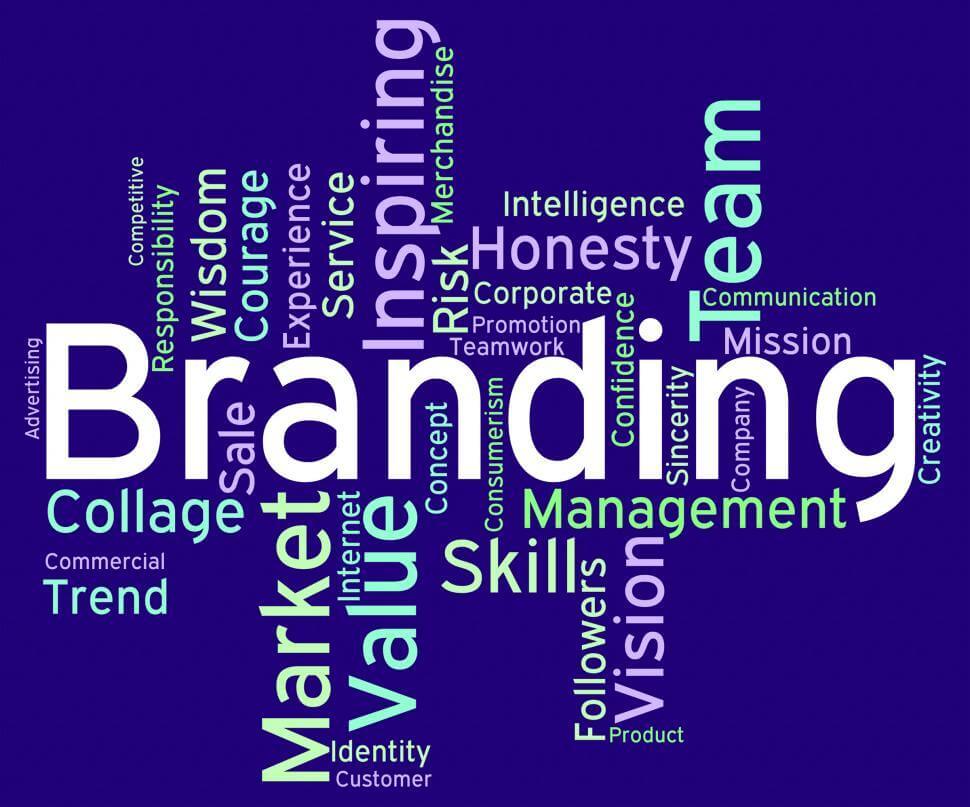 Inspiring
Merchandise
Team
Competitive
Responsibility
Wisdom
Courage
Experience
Service
Intelligence
Honesty
Risk
Corporate
Communication
Promotion
Teamwork
Confidence
Mission
Advertising
Branding
Creativity
Sale
Concept
Consumerism
Sincerity
Company
Collage
Market
Internet
Value
Management
Skill
Commercial
Trend
Followers
Vision
Product
Identity
Customer